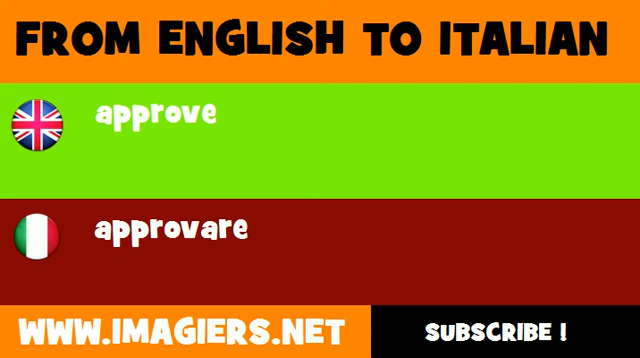 FROM ENGLISH TO ITALIAN
approve
approvare
WWW.IMAGIERS.NET
SUBSCRIBE !